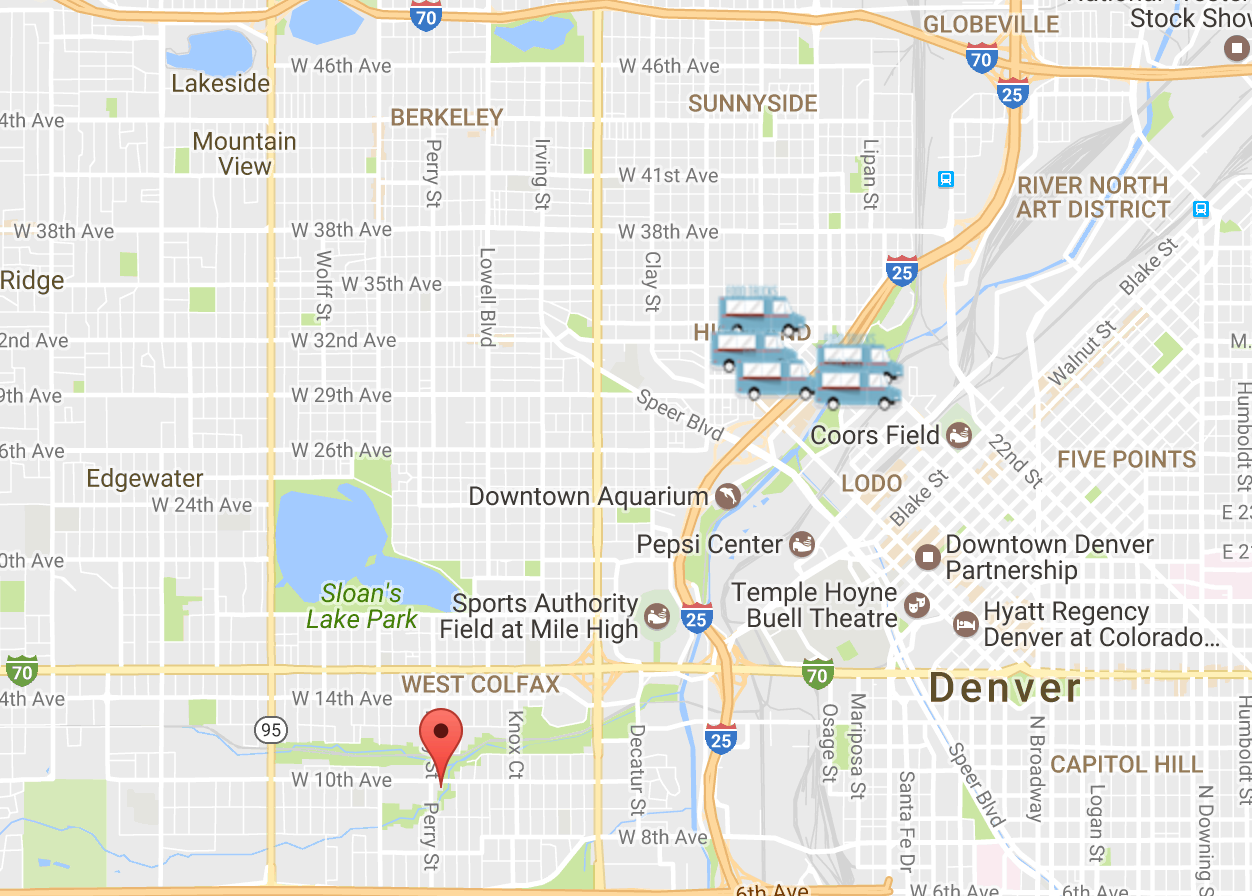 70
GLOBEVILLE
Stock Show
Lakeside
W 46th Ave
W 46th Ave
70
25
BERKELEY
SUNNYSIDE
4th Ave
Mountain
View
Perry St
Irving St
Lipan St
W 41st Ave
RIVER NORTH
ART DISTRICT
W 38th Ave
W 38th Ave
W 38th Ave
Blake St
Wolff St
Lowell Blvd
Clay St
25
Ridge
W 35th Ave
FOOD TRUCKS
2nd Ave
W 32nd Ave
Walnut St
M.
9th Ave
W 29th Ave
Speer Blvd
Humboldt St
Coors Field
22nd St
6th Ave
W 26th Ave
FIVE POINTS
Edgewater
LODO
W 24th Ave
Downtown Aquarium
Blake St
E 23
Pepsi Center
Downtown Denver
Partnership
E 2
0th Ave
Sloan's
Lake Park
Sports Authority
Field at Mile High
25
Temple Hoyne
Buell Theatre
Hyatt Regency
Denver at Colorado...
70
70
WEST COLFAX
Denver
4th Ave
W 14th Ave
95
Knox Ct
Decatur St
25
Osage St
Mariposa St
N Broadway
Humboldt St
W 10th Ave
Speer Blvd
CAPITOL HILL
Perry St
Santa Fe Dr
Logan St
N Downing S
W 8th Ave
6th Ave
W 6th Ave
6th Ave